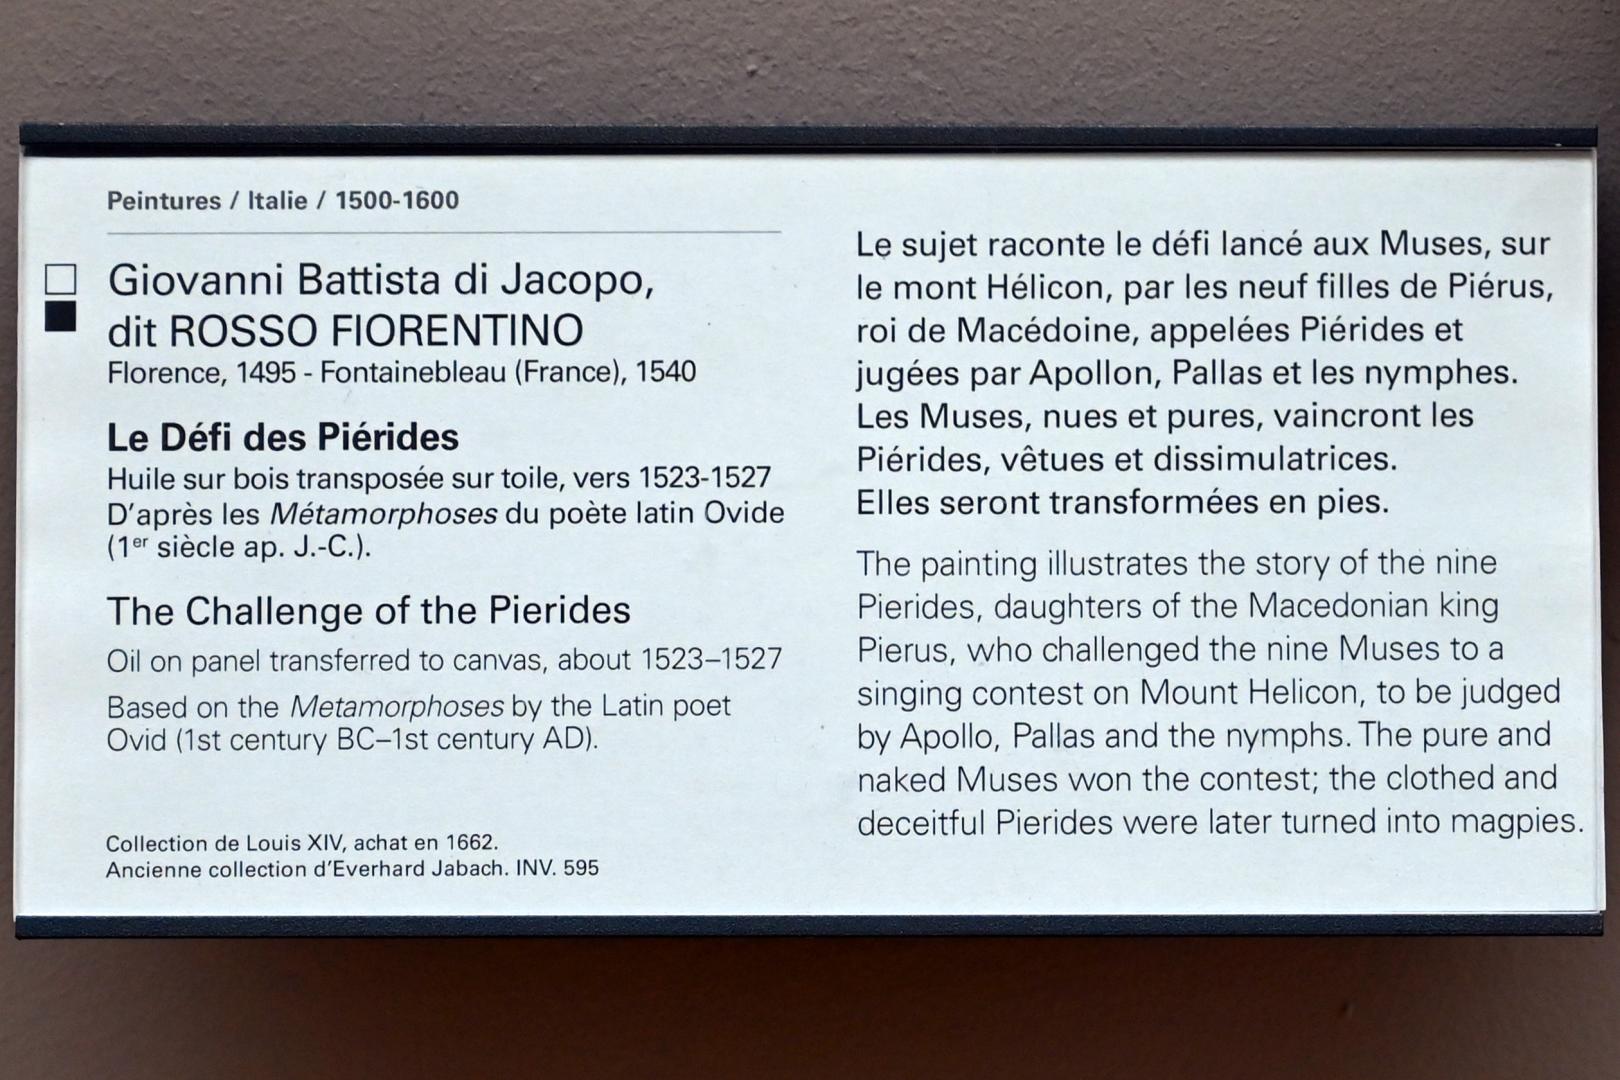 Peintures / Italie / 1500-1600
Giovanni Battista di Jacopo,
dit ROSSO FIORENTINO
Florence, 1495 - Fontainebleau (France), 1540
Le Défi des Piérides
Huile sur bois transposée sur toile, vers 1523-1527
D'après les Métamorphoses du poète latin Ovide
(1er siècle ap. J.-C.).
The Challenge of the Pierides
Oil on panel transferred to canvas, about 1523–1527
Based on the Metamorphoses by the Latin poet
Ovid (1st century BC–1st century AD).
Collection de Louis XIV, achat en 1662.
Ancienne collection d'Everhard Jabach. INV. 595
Le sujet raconte le défi lancé aux Muses, sur
le mont Hélicon, par les neuf filles de Piérus,
roi de Macédoine, appelées Piérides et
jugées par Apollon, Pallas et les nymphes.
Les Muses, nues et pures, vaincront les
Piérides, vêtues et dissimulatrices.
Elles seront transformées en pies.
The painting illustrates the story of the nine
Pierides, daughters of the Macedonian king
Pierus, who challenged the nine Muses to a
singing contest on Mount Helicon, to be judged
by Apollo, Pallas and the nymphs. The pure and
naked Muses won the contest; the clothed and
deceitful Pierides were later turned into magpies.